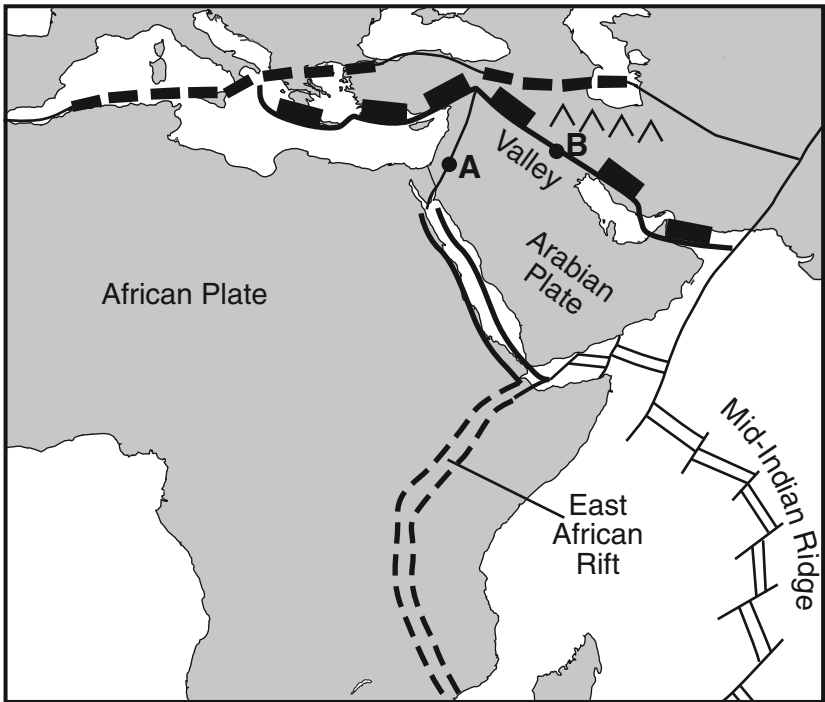 A
B
Valley
Arabian
Plate
African Plate
Mid-Indian Ridge
East
African
Rift